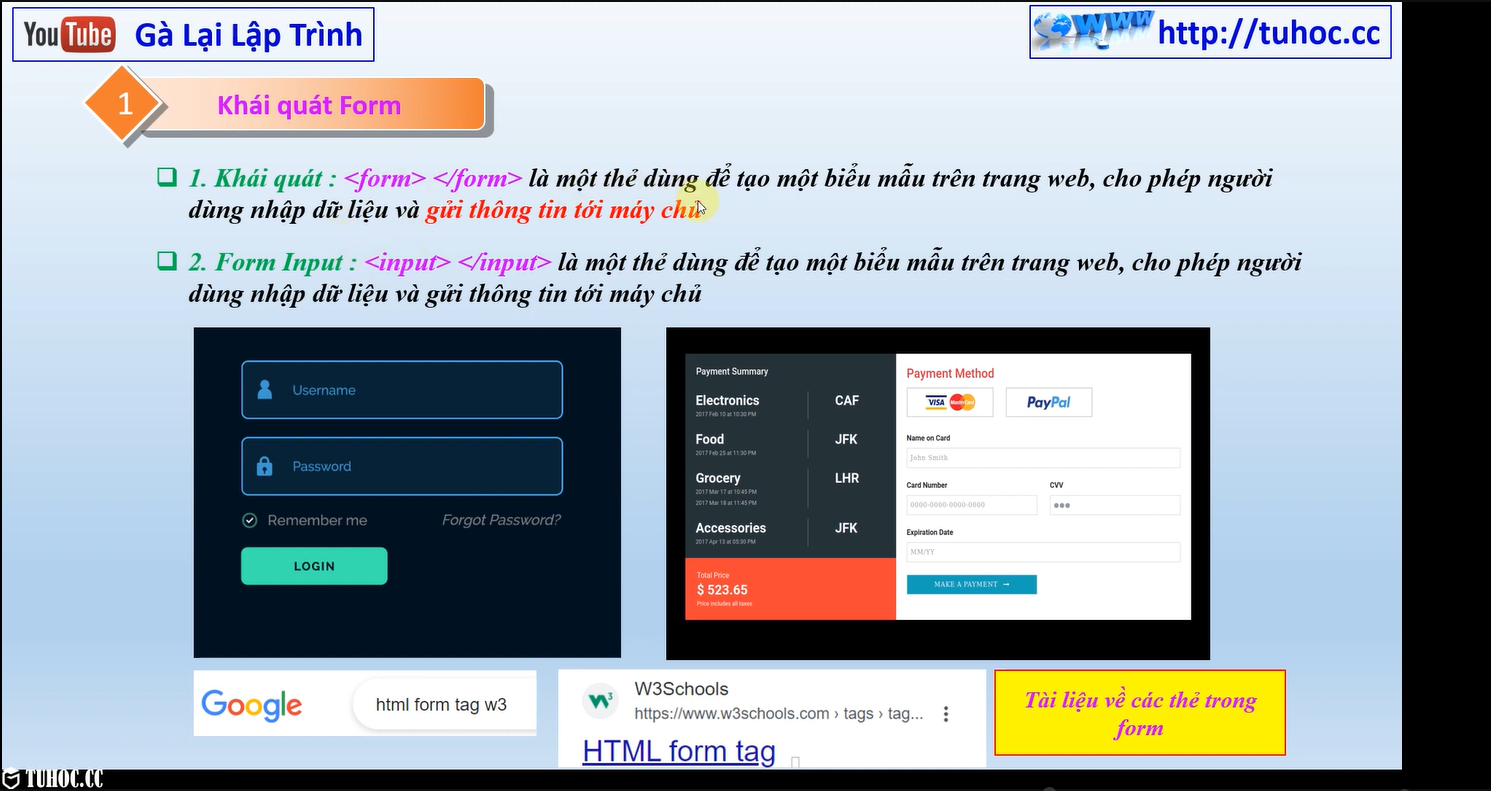 YouTube Gà Lại Lập Trình
WWW http://tuhoc.cc
1 Khái quát Form
1. Khái quát : <form> </form> là một thẻ dùng để tạo một biểu mẫu trên trang web, cho phép người
dùng nhập dữ liệu và gửi thông tin tới máy chủ
2. Form Input : <input> </input> là một thẻ dùng để tạo một biểu mẫu trên trang web, cho phép người
dùng nhập dữ liệu và gửi thông tin tới máy chủ
Username
Password
Remember me Forgot Password?
LOGIN
Payment Summary
Electronics CAF
2017 Feb 10 at 10:30 PM
Food JFK
2017 Feb 25 at 11:30 PM
Grocery LHR
2017 Mar 17 at 10:45 PM
2017 Mar 18 at 11:45 PM
Accessories JFK
2017 Apr 13 at 05:30 PM
Total Price
$ 523.65
Price includes all taxes
Payment Method
VISA MasterCard PayPal
Name on Card
John Smith
Card Number CVV
0000-0000-0000-0000
Expiration Date
MM/YY
MAKE A PAYMENT →
Google html form tag w3
W3Schools
https://www.w3schools.com › tags › tag...
HTML form tag
Tài liệu về các thẻ trong
form
TUHOC.CC